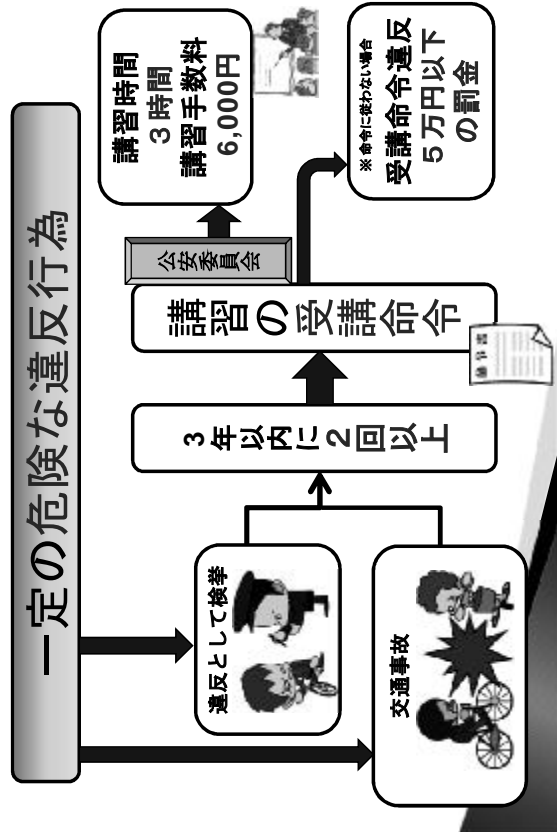 一定の危険な違反行為
違反として検挙
交通事故
３年以内に２回以上
講習の受講命令
公安委員会
講習時間
３時間
講習手数料
6,000円
※命令に従わない場合
受講命令違反
５万円以下
の罰金